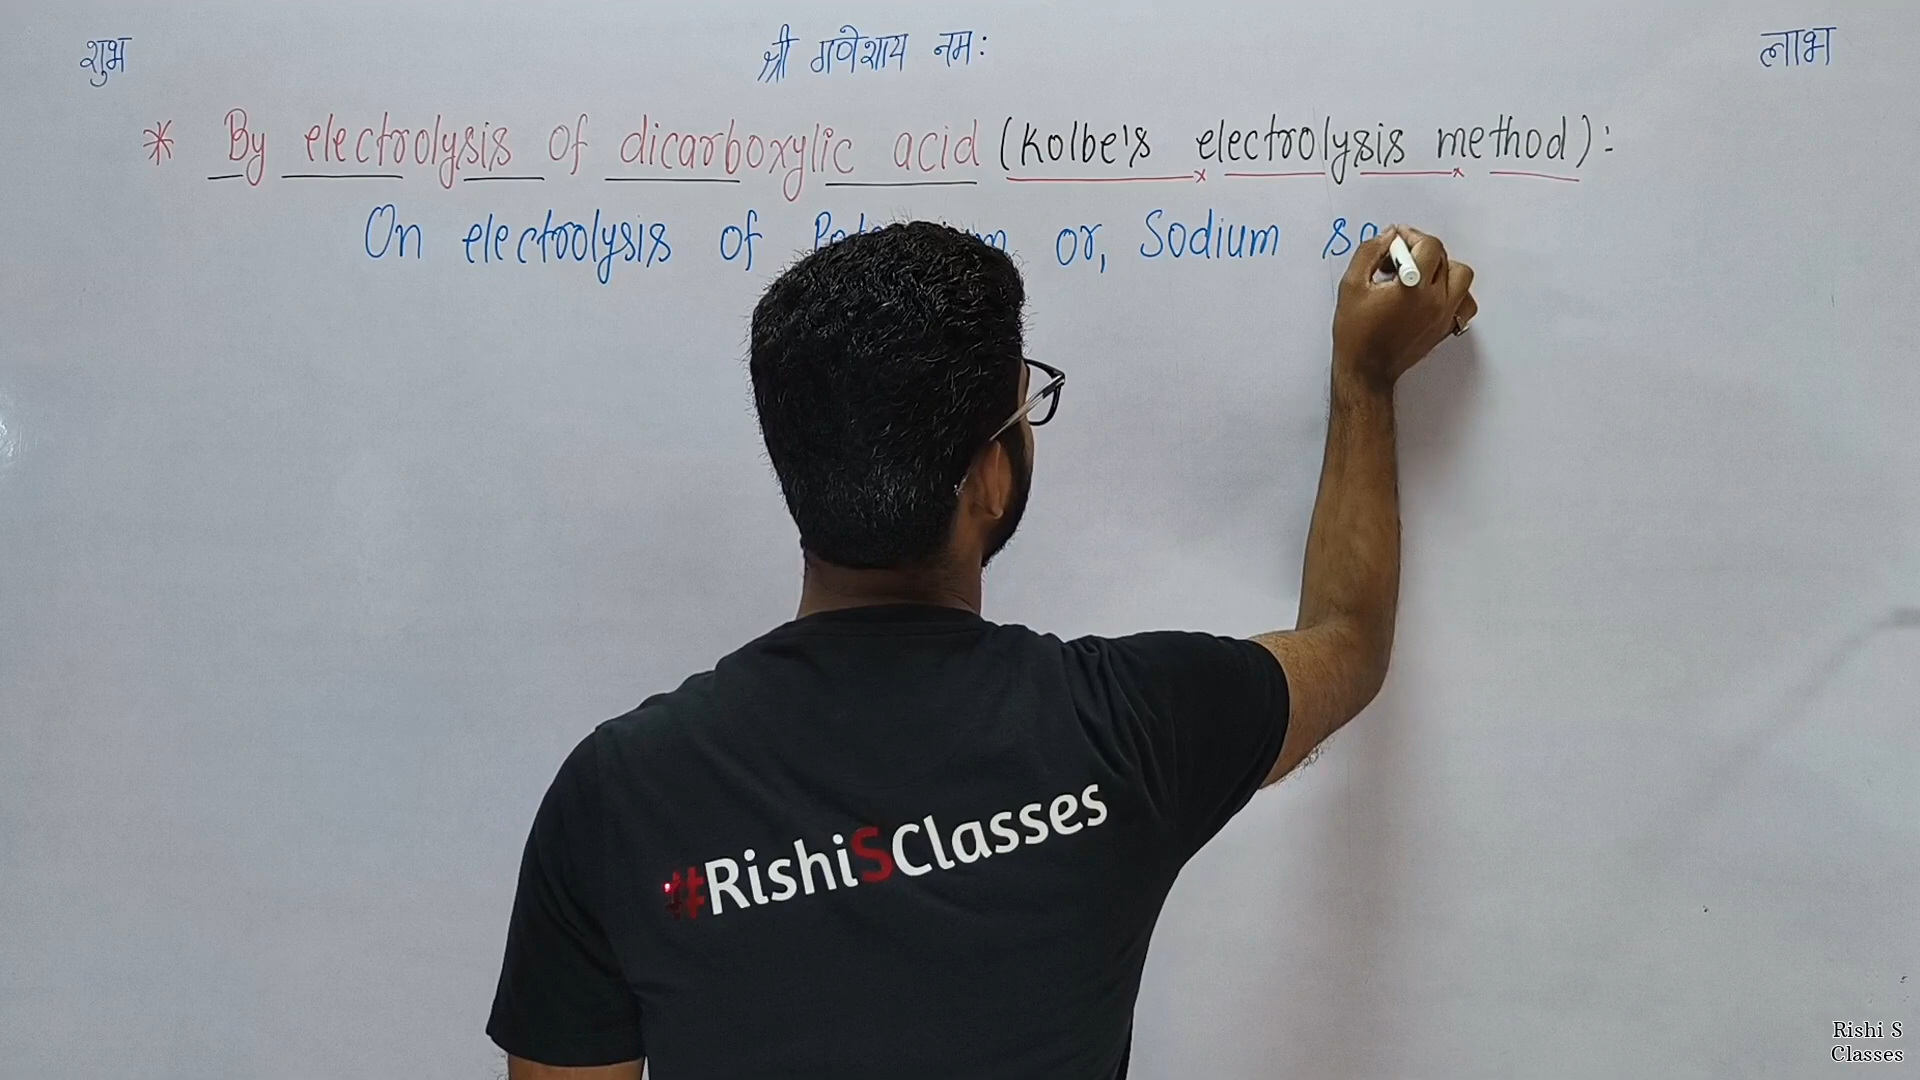 शुभ श्री गणेशाय नम: लाभ
* By electrolysis of dicarboxylic acid (Kolbe's electrolysis method):
On electrolysis of or, Sodium sa
#RishiSClasses
Rishi S
Classes